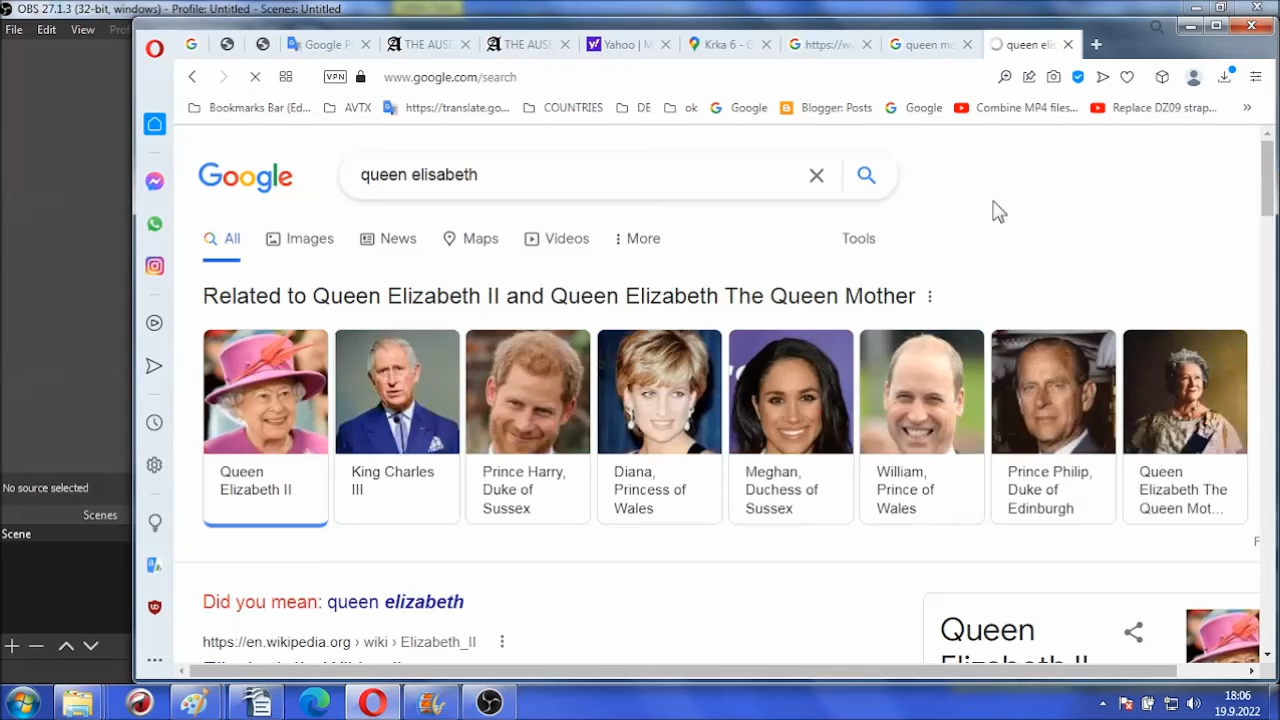 OBS 27.1.3 (32-bit, windows) - Profile: Untitled - Scenes: Untitled
File Edit View
Google P
THE AUS
THE AUS
Yahoo | M
Krka 6 - G
https://w
queen mo
queen elis
VPN
www.google.com/search
Bookmarks Bar (Ed...
AVTX
https://translate.go...
COUNTRIES
DE
ok
Google
Blogger: Posts
Google
Combine MP4 files...
Replace DZ09 strap...
Google
queen elisabeth
All
Images
News
Maps
Videos
More
Tools
Related to Queen Elizabeth II and Queen Elizabeth The Queen Mother
Queen
Elizabeth II
King Charles
III
Prince Harry,
Duke of
Sussex
Diana,
Princess of
Wales
Meghan,
Duchess of
Sussex
William,
Prince of
Wales
Prince Philip,
Duke of
Edinburgh
Queen
Elizabeth The
Queen Mot...
No source selected
Scenes
Scene
Did you mean: queen elizabeth
https://en.wikipedia.org › wiki › Elizabeth_II
Queen
Elizabeth II
18:06
19.9.2022